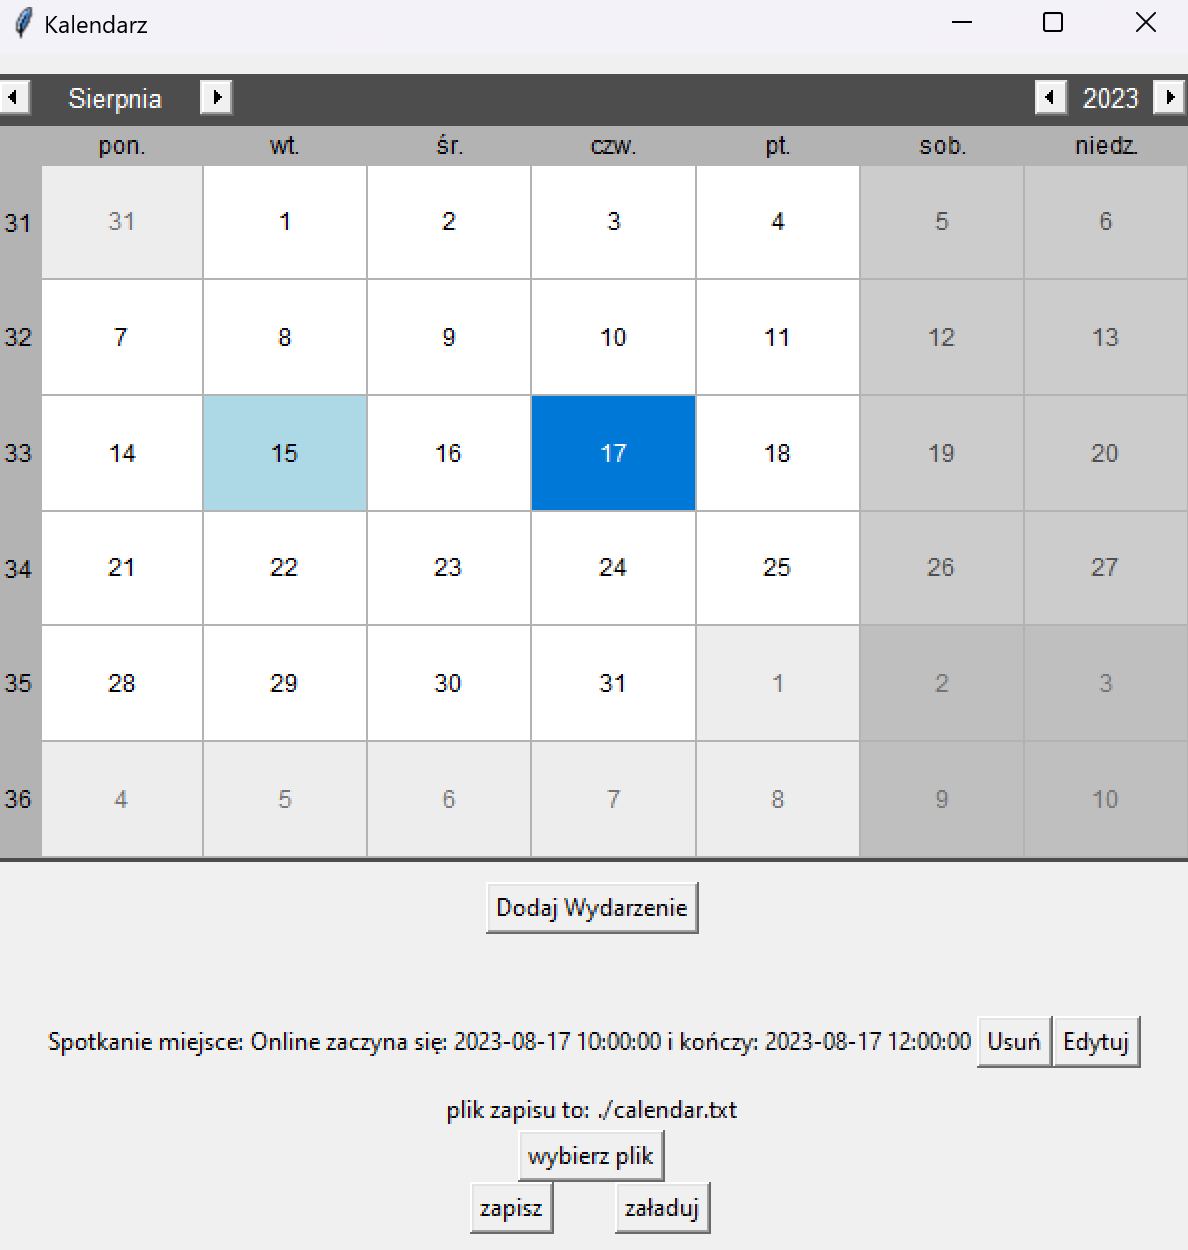 Kalendarz
Sierpnia 2023
pon. wt. śr. czw. pt. sob. niedz.
31 31 1 2 3 4 5 6
32 7 8 9 10 11 12 13
33 14 15 16 17 18 19 20
34 21 22 23 24 25 26 27
35 28 29 30 31 1 2 3
36 4 5 6 7 8 9 10
Dodaj Wydarzenie
Spotkanie miejsce: Online zaczyna się: 2023-08-17 10:00:00 i kończy: 2023-08-17 12:00:00 Usuń Edytuj
plik zapisu to: ./calendar.txt
wybierz plik
zapisz załaduj